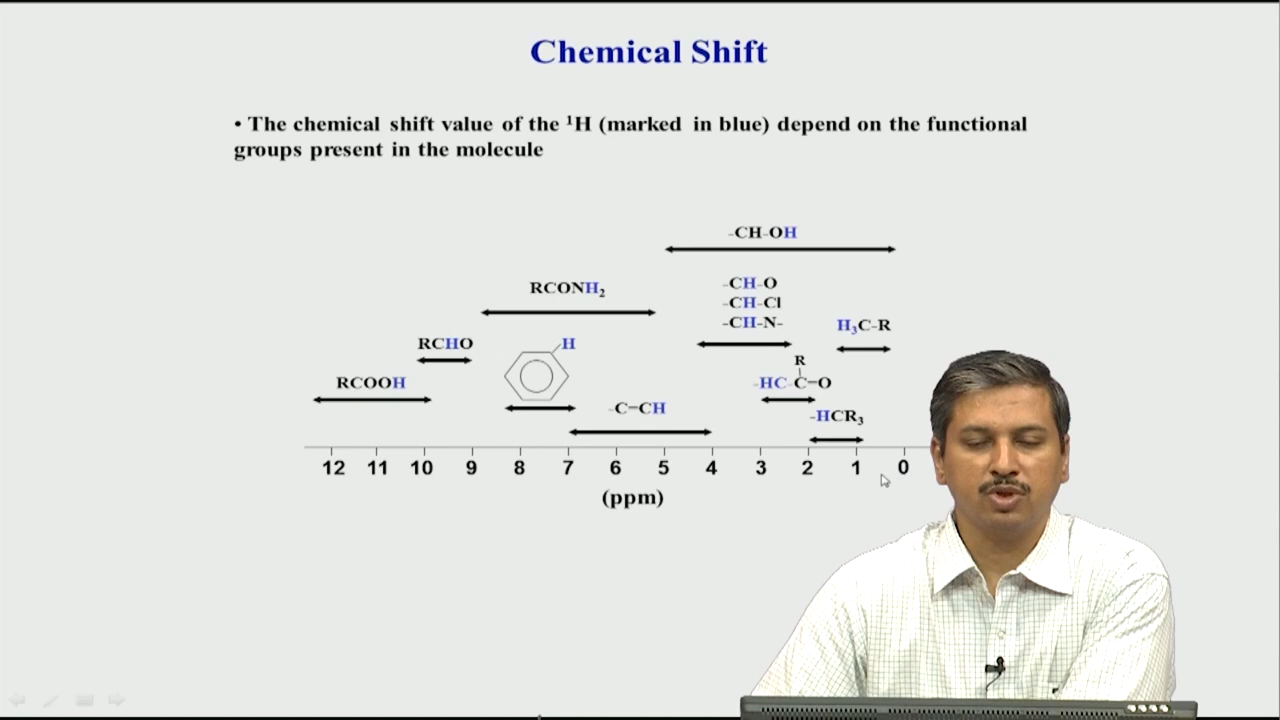 Chemical Shift
• The chemical shift value of the ¹H (marked in blue) depend on the functional
groups present in the molecule
-CH-OH
RCONH₂
-CH-O
-CH-Cl
-CH-N-
H₃C-R
RCHO
H
R
RCOOH
-HC-C=O
-C=CH
-HCR₃
12 11 10 9 8 7 6 5 4 3 2 1 0
(ppm)